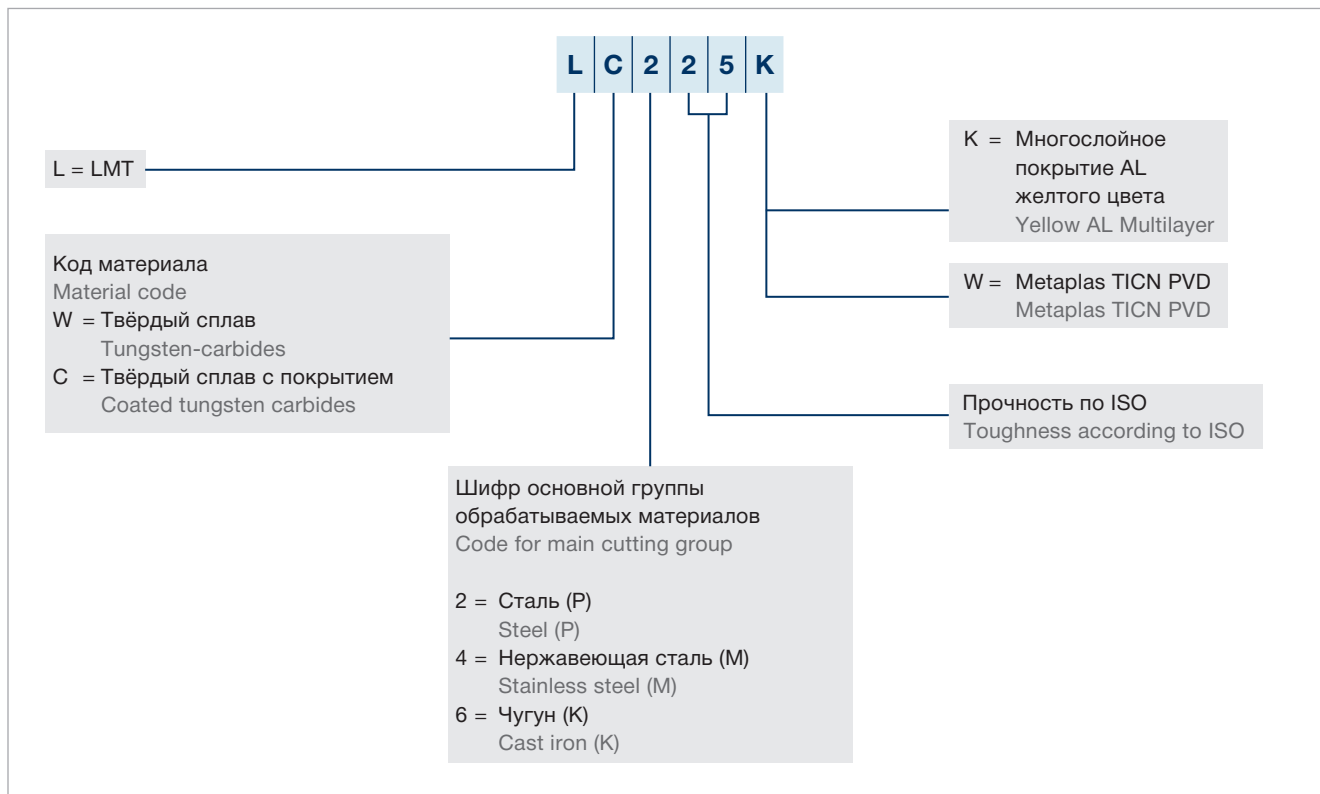 L C 2 2 5 K
L = LMT
Код материала
Material code
W = Твёрдый сплав
Tungsten-carbides
C = Твёрдый сплав с покрытием
Coated tungsten carbides
Шифр основной группы
обрабатываемых материалов
Code for main cutting group
2 = Сталь (P)
Steel (P)
4 = Нержавеющая сталь (M)
Stainless steel (M)
6 = Чугун (K)
Cast iron (K)
K = Многослойное
покрытие AL
желтого цвета
Yellow AL Multilayer
W = Metaplas TICN PVD
Metaplas TICN PVD
Прочность по ISO
Toughness according to ISO